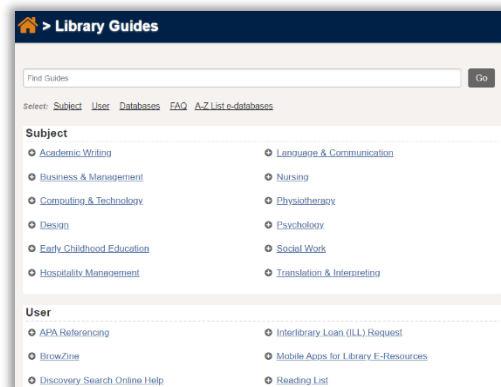 > Library Guides
Find Guides
Go
Select: Subject User Databases FAQ A-Z List e-databases
Subject
Academic Writing
Language & Communication
Business & Management
Nursing
Computing & Technology
Physiotherapy
Design
Psychology
Early Childhood Education
Social Work
Hospitality Management
Translation & Interpreting
User
APA Referencing
Interlibrary Loan (ILL) Request
BrowZine
Mobile Apps for Library E-Resources
Discovery Search Online Help
Reading List